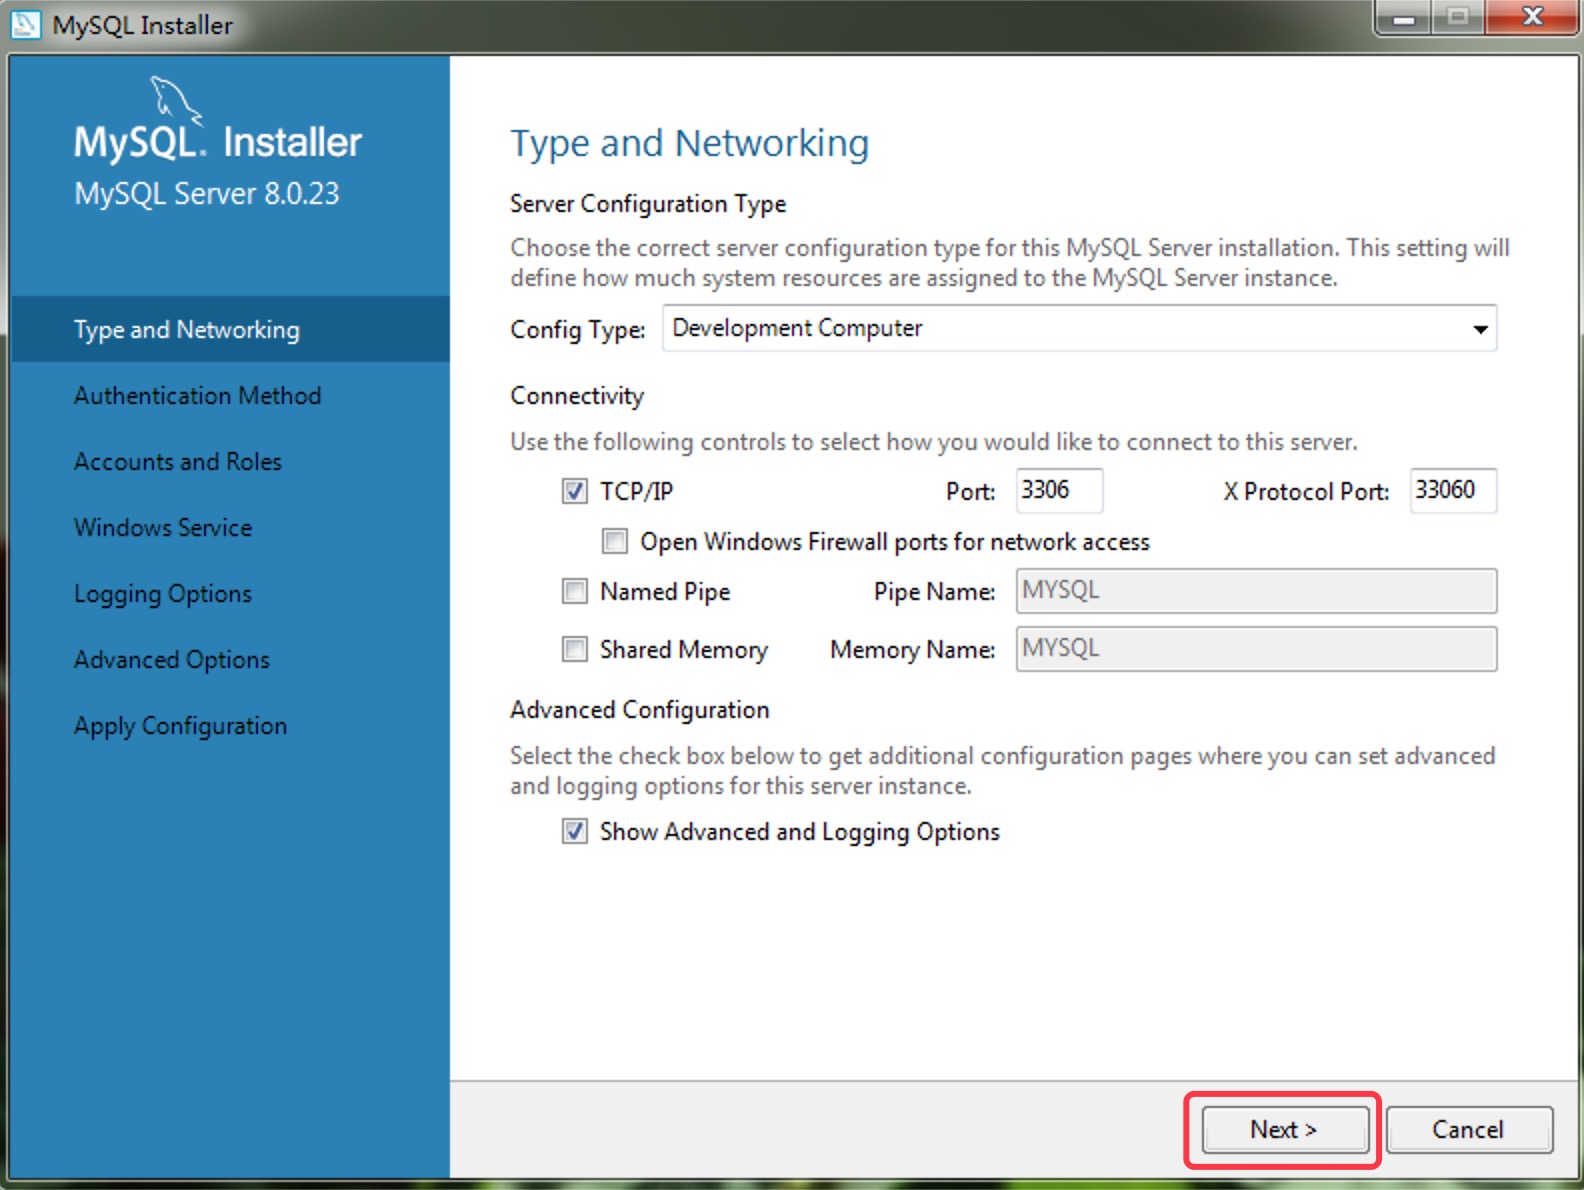 MySQL Installer
MySQL. Installer
MySQL Server 8.0.23
Type and Networking
Authentication Method
Accounts and Roles
Windows Service
Logging Options
Advanced Options
Apply Configuration
Type and Networking
Server Configuration Type
Choose the correct server configuration type for this MySQL Server installation. This setting will
define how much system resources are assigned to the MySQL Server instance.
Config Type: Development Computer
Connectivity
Use the following controls to select how you would like to connect to this server.
TCP/IP Port: 3306 X Protocol Port: 33060
Open Windows Firewall ports for network access
Named Pipe Pipe Name: MYSQL
Shared Memory Memory Name: MYSQL
Advanced Configuration
Select the check box below to get additional configuration pages where you can set advanced
and logging options for this server instance.
Show Advanced and Logging Options
Next > Cancel